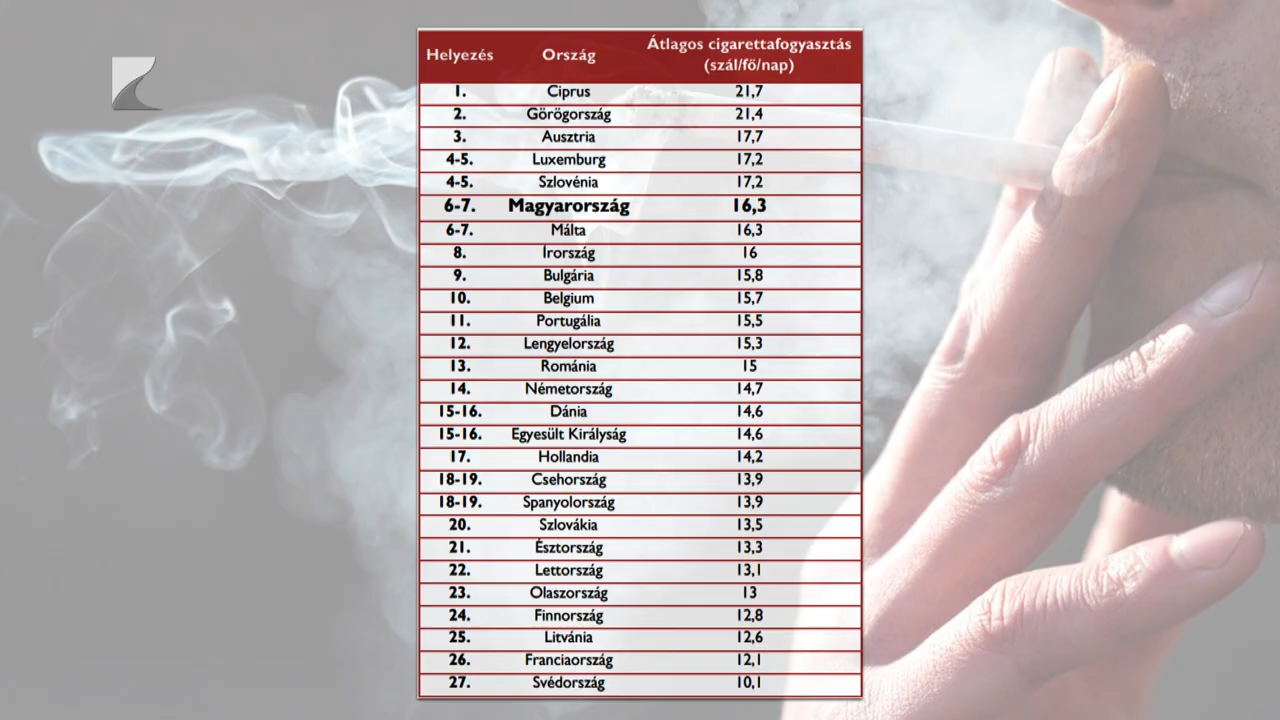 Helyezés Ország Átlagos cigarettafogyasztás
(szál/fő/nap)
1. Ciprus 21,7
2. Görögország 21,4
3. Ausztria 17,7
4-5. Luxemburg 17,2
4-5. Szlovénia 17,2
6-7. Magyarország 16,3
6-7. Málta 16,3
8. Írország 16
9. Bulgária 15,8
10. Belgium 15,7
11. Portugália 15,5
12. Lengyelország 15,3
13. Románia 15
14. Németország 14,7
15-16. Dánia 14,6
15-16. Egyesült Királyság 14,6
17. Hollandia 14,2
18-19. Csehország 13,9
18-19. Spanyolország 13,9
20. Szlovákia 13,5
21. Észtország 13,3
22. Lettország 13,1
23. Olaszország 13
24. Finnország 12,8
25. Litvánia 12,6
26. Franciaország 12,1
27. Svédország 10,1